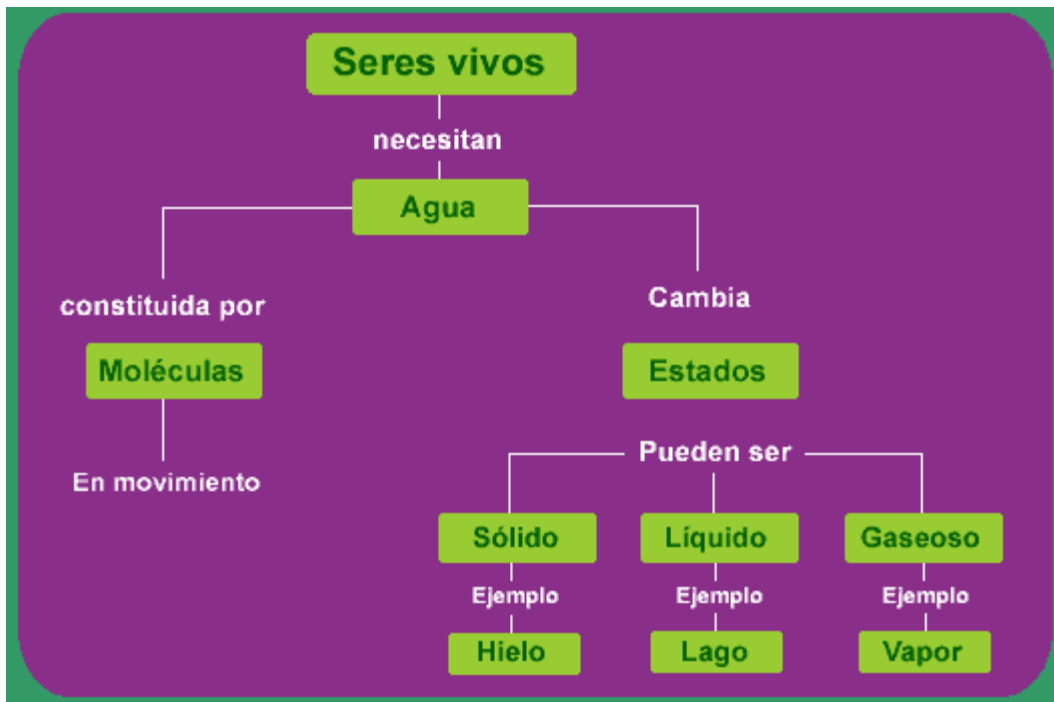 Seres vivos
necesitan
Agua
constituida por
Cambia
Moléculas
Estados
En movimiento
Pueden ser
Sólido
Líquido
Gaseoso
Ejemplo
Ejemplo
Ejemplo
Hielo
Lago
Vapor